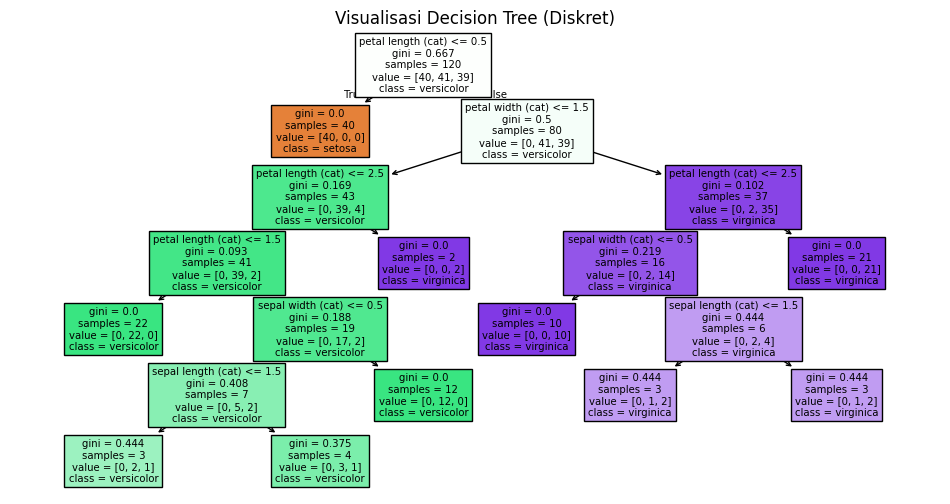 Visualisasi Decision Tree (Diskret)
petal length (cat) <= 0.5
gini = 0.667
samples = 120
value = [40, 41, 39]
class = versicolor
gini = 0.0
samples = 40
value = [40, 0, 0]
class = setosa
petal width (cat) <= 1.5
gini = 0.5
samples = 80
value = [0, 41, 39]
class = versicolor
petal length (cat) <= 2.5
gini = 0.169
samples = 43
value = [0, 39, 4]
class = versicolor
petal length (cat) <= 2.5
gini = 0.102
samples = 37
value = [0, 2, 35]
class = virginica
petal length (cat) <= 1.5
gini = 0.093
samples = 41
value = [0, 39, 2]
class = versicolor
gini = 0.0
samples = 2
value = [0, 0, 2]
class = virginica
sepal width (cat) <= 0.5
gini = 0.219
samples = 16
value = [0, 2, 14]
class = virginica
gini = 0.0
samples = 21
value = [0, 0, 21]
class = virginica
gini = 0.0
samples = 22
value = [0, 22, 0]
class = versicolor
sepal width (cat) <= 0.5
gini = 0.188
samples = 19
value = [0, 17, 2]
class = versicolor
gini = 0.0
samples = 10
value = [0, 0, 10]
class = virginica
sepal length (cat) <= 1.5
gini = 0.444
samples = 6
value = [0, 2, 4]
class = virginica
sepal length (cat) <= 1.5
gini = 0.408
samples = 7
value = [0, 5, 2]
class = versicolor
gini = 0.0
samples = 12
value = [0, 12, 0]
class = versicolor
gini = 0.444
samples = 3
value = [0, 1, 2]
class = virginica
gini = 0.444
samples = 3
value = [0, 1, 2]
class = virginica
gini = 0.444
samples = 3
value = [0, 2, 1]
class = versicolor
gini = 0.375
samples = 4
value = [0, 3, 1]
class = versicolor